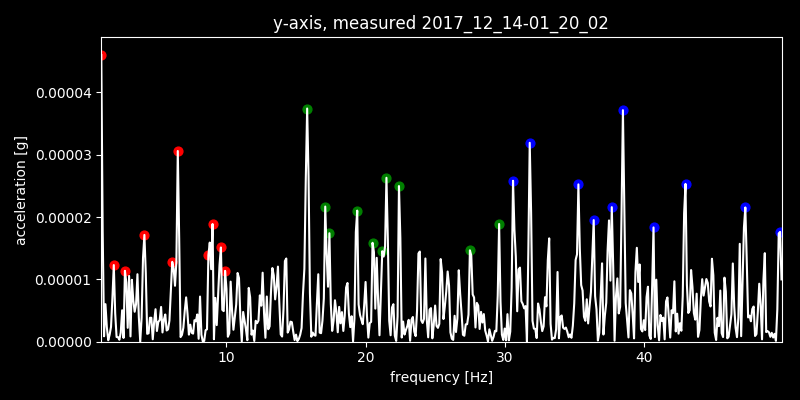 y-axis, measured 2017_12_14-01_20_02
acceleration [g]
0.00004
0.00003
0.00002
0.00001
0.00000
10 20 30 40
frequency [Hz]